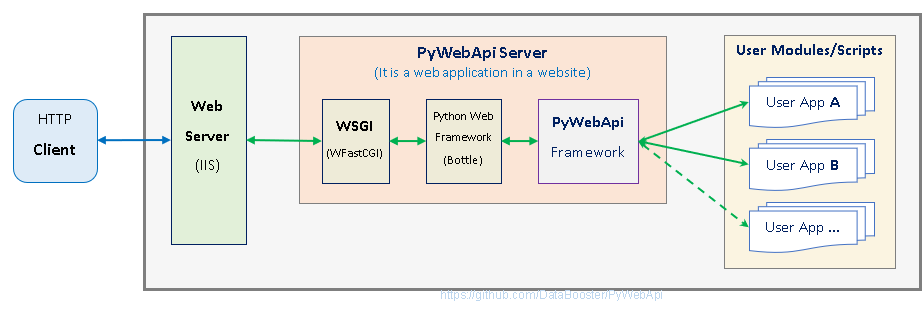 HTTP
Client
Web
Server
(IIS)
PyWebApi Server
(It is a web application in a website)
WSGI
(WFastCGI)
Python Web
Framework
(Bottle)
PyWebApi
Framework
User Modules/Scripts
User App A
User App B
User App ...
https://github.com/DataBooster/PyWebApi